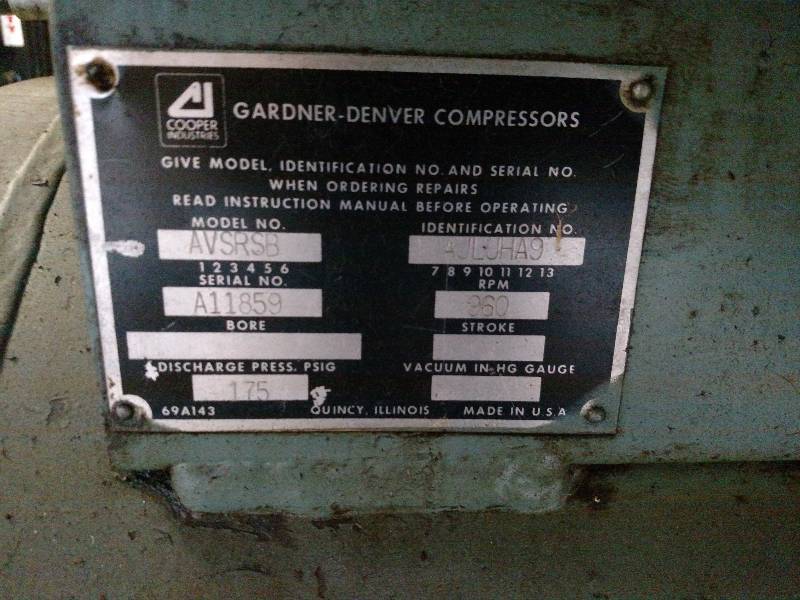 COOPER
INDUSTRIES
GARDNER-DENVER COMPRESSORS
GIVE MODEL, IDENTIFICATION NO. AND SERIAL NO.
WHEN ORDERING REPAIRS
READ INSTRUCTION MANUAL BEFORE OPERATING
MODEL NO. IDENTIFICATION NO.
AVSRSB
1 2 3 4 5 6 7 8 9 10 11 12 13
SERIAL NO. RPM
A11859 960
BORE STROKE
DISCHARGE PRESS. PSIG VACUUM IN HG GAUGE
175
69A143 QUINCY, ILLINOIS MADE IN U.S.A